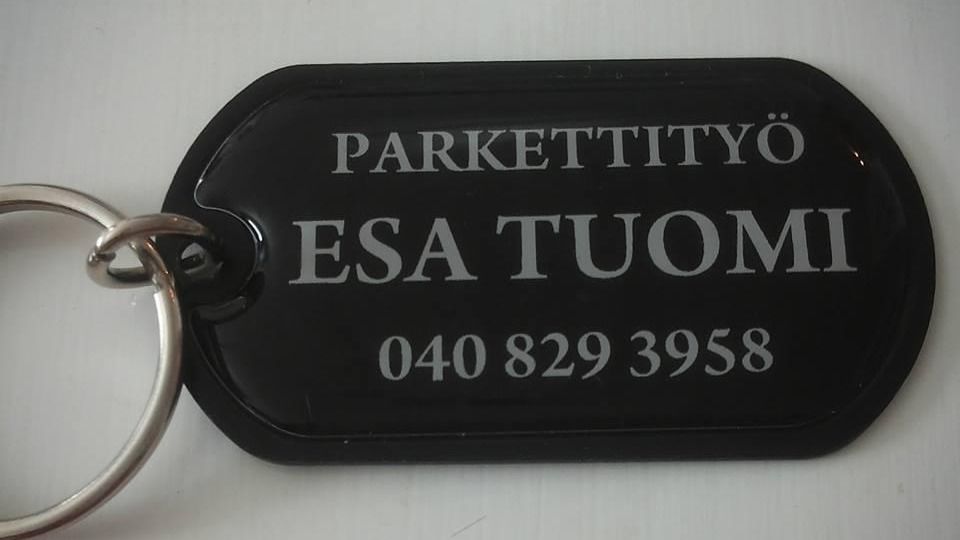 PARKETTITYÖ
ESA TUOMI
040 829 3958